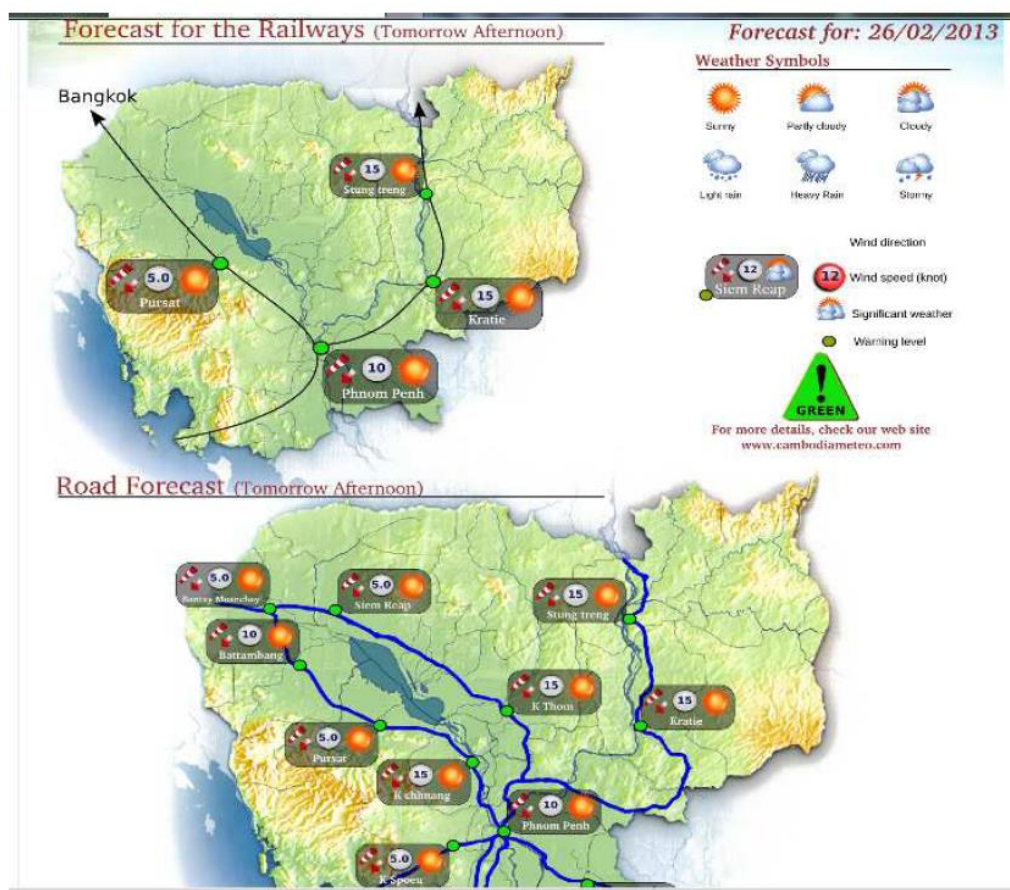 Forecast for the Railways (Tomorrow Afternoon)
Forecast for: 26/02/2013
Weather Symbols
Sunny
Partly cloudy
Cloudy
Light rain
Heavy Rain
Stormy
Wind direction
12
Siem Reap
12 Wind speed (knot)
Significant weather
Warning level
GREEN
For more details, check our web site
www.cambodiameteo.com
Bangkok
15
Stung treng
5.0
Pursat
15
Kratie
10
Phnom Penh
Road Forecast (Tomorrow Afternoon)
5.0
5.0
Siem Reap
15
Stung treng
10
Battambang
15
K Thom
15
Kratie
5.0
Pursat
15
K chhnang
10
Phnom Penh
5.0
K Spoeu